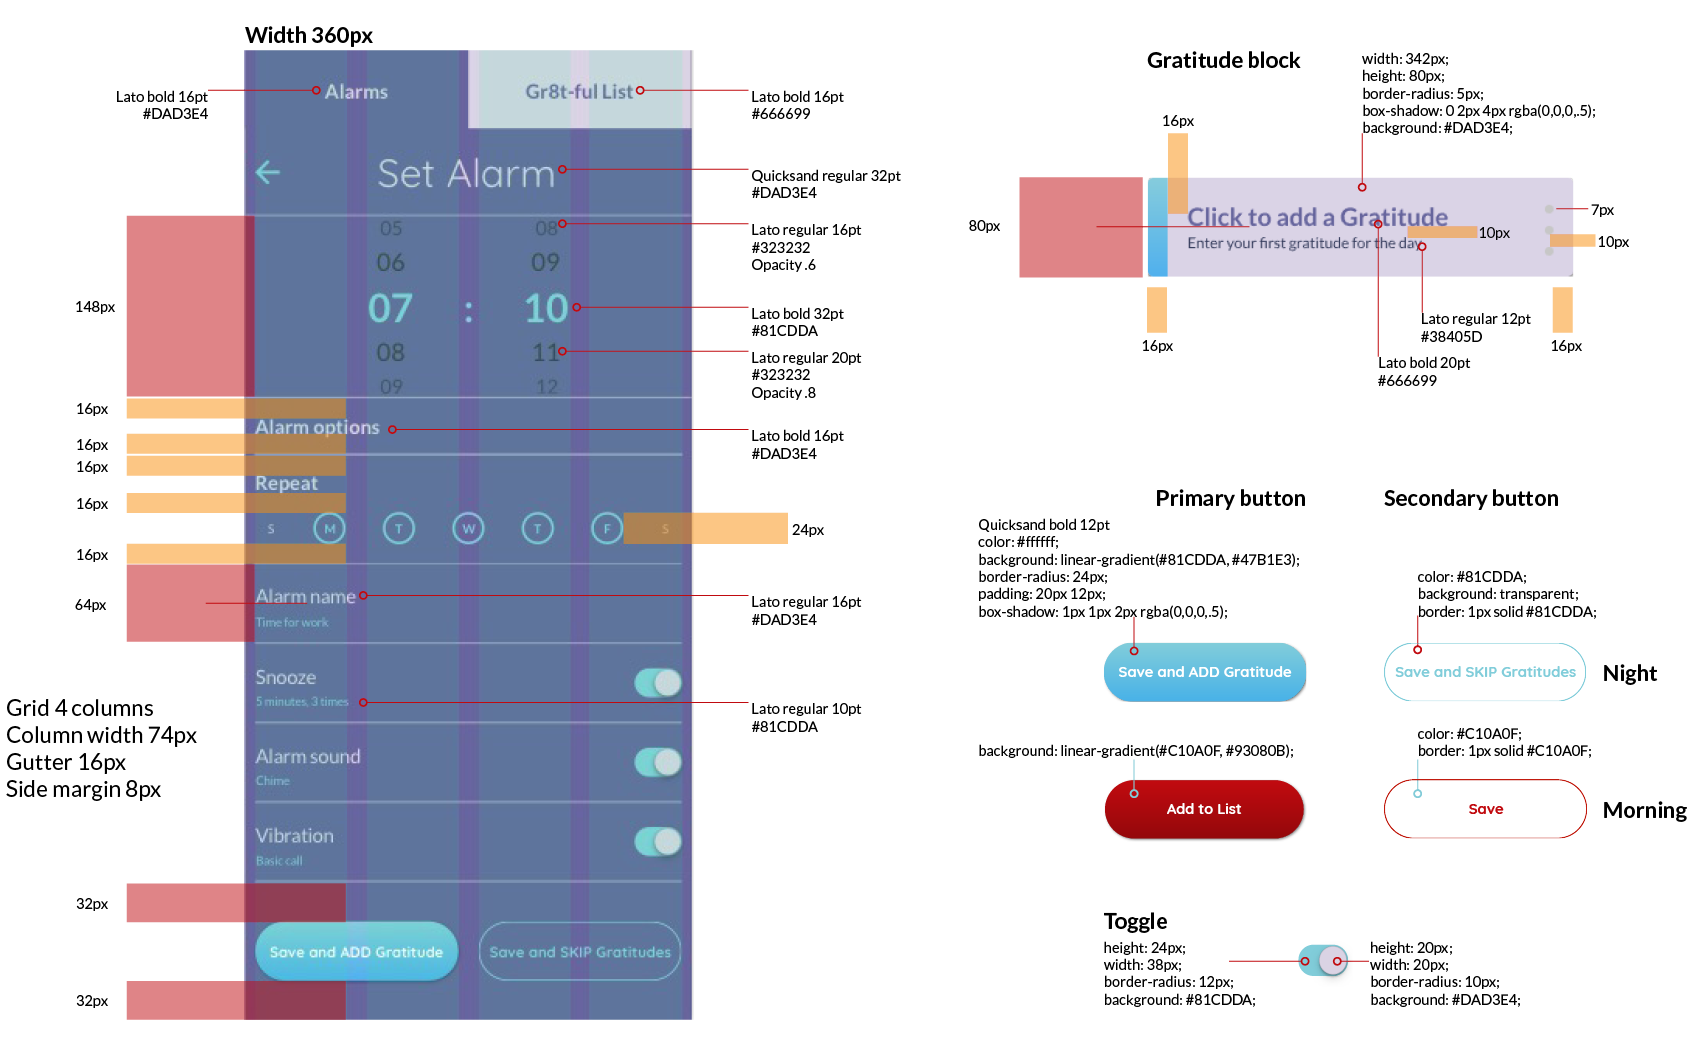 Width 360px
Alarms
Gr8t-ful List
Lato bold 16pt
#DAD3E4
Lato bold 16pt
#666699
Set Alarm
Quicksand regular 32pt
#DAD3E4
05
08
06
09
07 : 10
08
11
09
12
Lato regular 16pt
#323232
Opacity .6
Lato bold 32pt
#81CDDA
Lato regular 20pt
#323232
Opacity .8
148px
16px
Alarm options
16px
Lato bold 16pt
#DAD3E4
16px
Repeat
16px
S M T W T F S
24px
16px
64px
Alarm name
Time for work
Lato regular 16pt
#DAD3E4
Snooze
5 minutes, 3 times
Lato regular 10pt
#81CDDA
Alarm sound
Chime
Vibration
Basic call
Grid 4 columns
Column width 74px
Gutter 16px
Side margin 8px
32px
Save and ADD Gratitude
Save and SKIP Gratitudes
32px
Gratitude block
width: 342px;
height: 80px;
border-radius: 5px;
box-shadow: 0 2px 4px rgba(0,0,0,.5);
background: #DAD3E4;
16px
80px
Click to add a Gratitude
Enter your first gratitude for the day
7px
10px
10px
16px
16px
Lato regular 12pt
#38405D
Lato bold 20pt
#666699
Primary button
Quicksand bold 12pt
color: #ffffff;
background: linear-gradient(#81CDDA, #47B1E3);
border-radius: 24px;
padding: 20px 12px;
box-shadow: 1px 1px 2px rgba(0,0,0,.5);
Save and ADD Gratitude
Secondary button
color: #81CDDA;
background: transparent;
border: 1px solid #81CDDA;
Save and SKIP Gratitudes
Night
background: linear-gradient(#C10A0F, #93080B);
Add to List
color: #C10A0F;
border: 1px solid #C10A0F;
Save
Morning
Toggle
height: 24px;
width: 38px;
border-radius: 12px;
background: #81CDDA;
height: 20px;
width: 20px;
border-radius: 10px;
background: #DAD3E4;